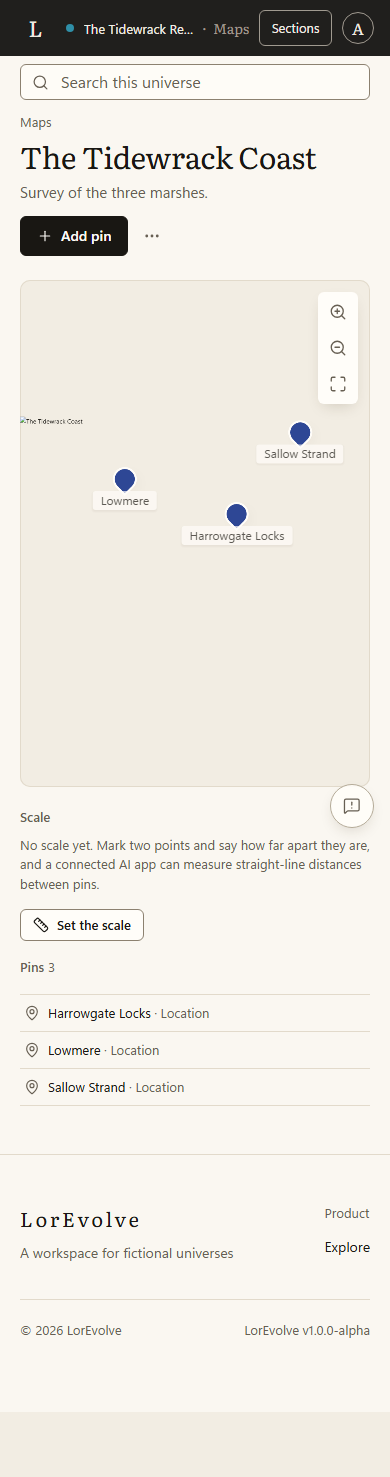 L
The Tidewrack Re... · Maps
Sections
A
Search this universe
Maps
The Tidewrack Coast
Survey of the three marshes.
Add pin
The Tidewrack Coast
Sallow Strand
Lowmere
Harrowgate Locks
Scale
No scale yet. Mark two points and say how far apart they are,
and a connected AI app can measure straight-line distances
between pins.
Set the scale
Pins 3
Harrowgate Locks · Location
Lowmere · Location
Sallow Strand · Location
LorEvolve
Product
A workspace for fictional universes
Explore
© 2026 LorEvolve
LorEvolve v1.0.0-alpha